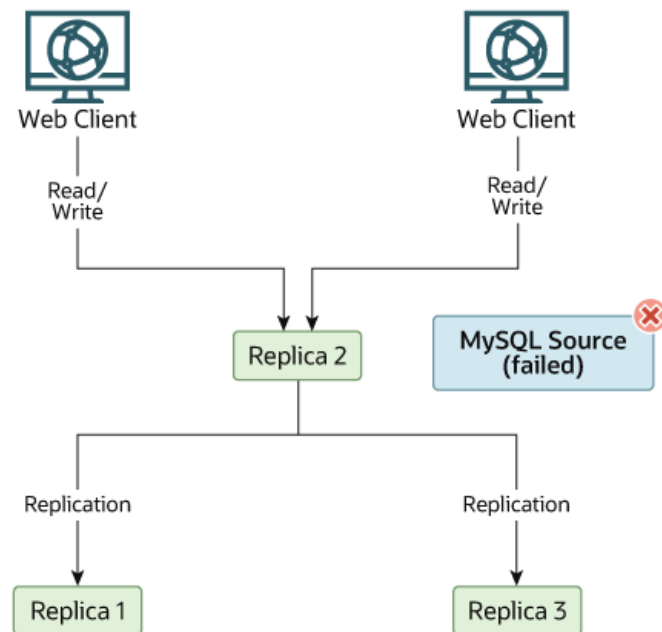 Web Client
Web Client
Read/
Write
Read/
Write
Replica 2
MySQL Source
(failed)
Replication
Replication
Replica 1
Replica 3